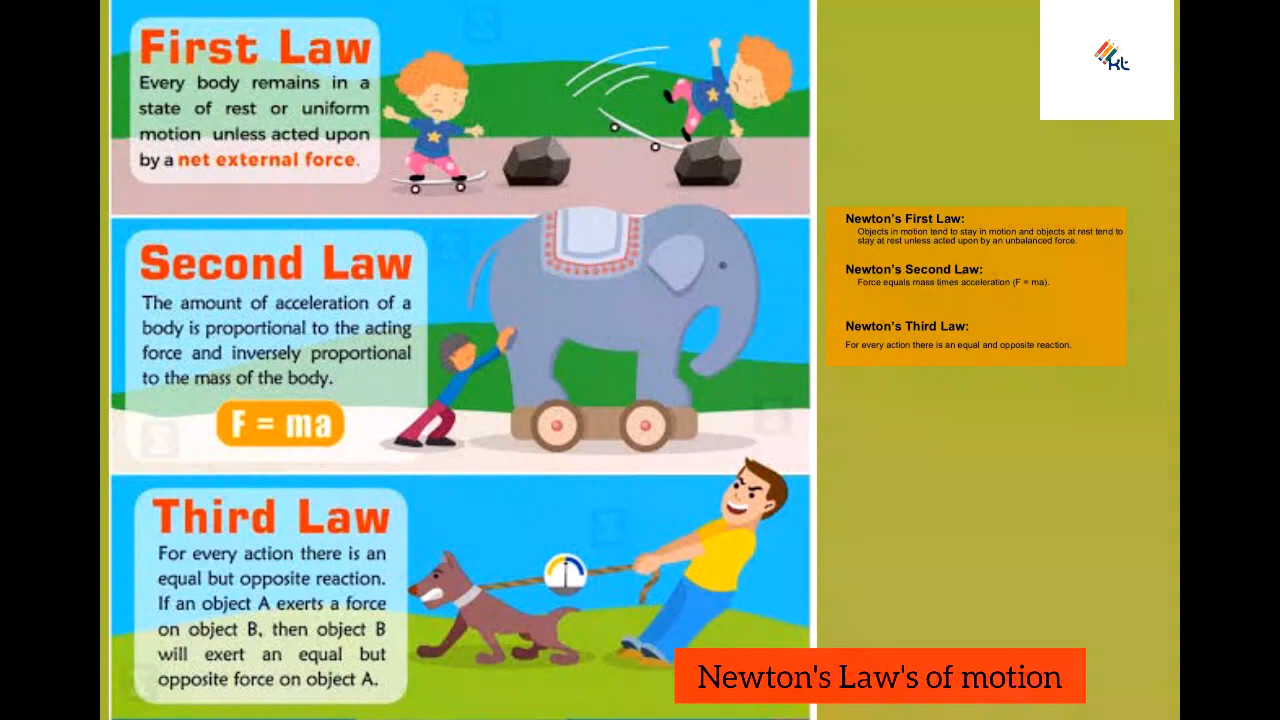 First Law
Every body remains in a
state of rest or uniform
motion unless acted upon
by a net external force.
Second Law
The amount of acceleration of a
body is proportional to the acting
force and inversely proportional
to the mass of the body.
F = ma
Third Law
For every action there is an
equal but opposite reaction.
If an object A exerts a force
on object B, then object B
will exert an equal but
opposite force on object A.
kt
Newton's First Law:
Objects in motion tend to stay in motion and objects at rest tend to
stay at rest unless acted upon by an unbalanced force.
Newton's Second Law:
Force equals mass times acceleration (F = ma).
Newton's Third Law:
For every action there is an equal and opposite reaction.
Newton's Law's of motion